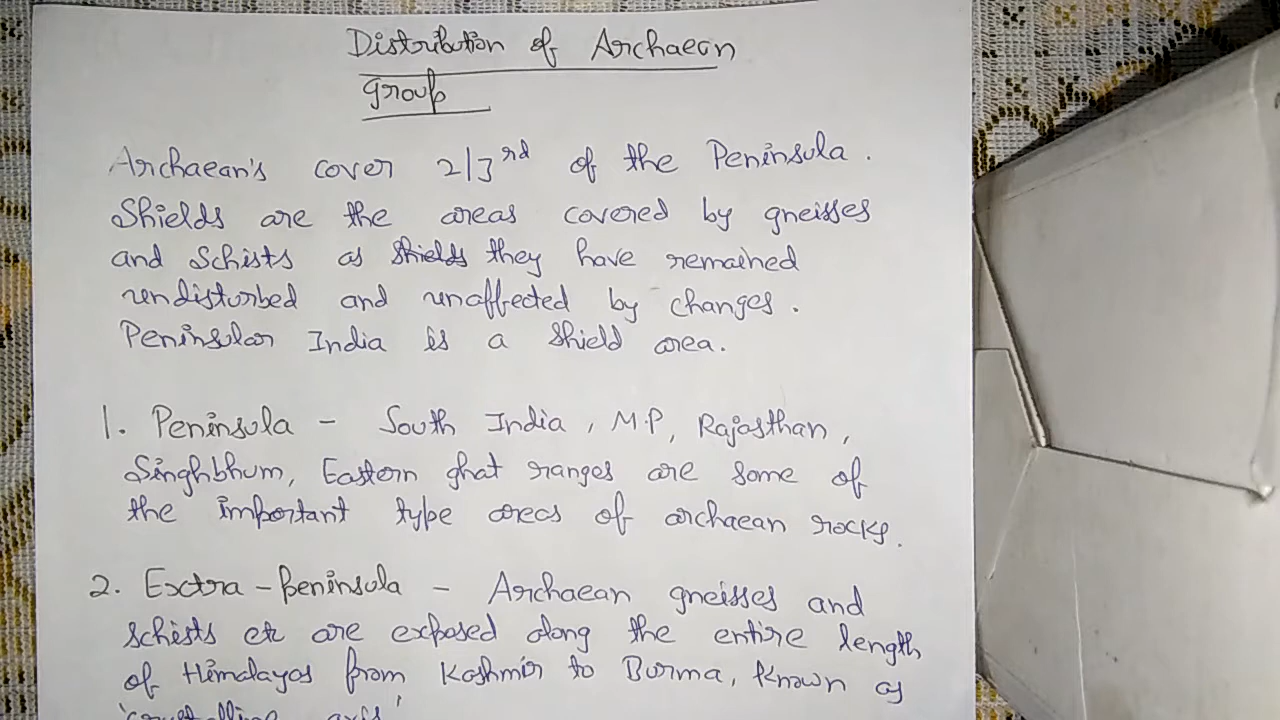 Distribution of Archaean
group
Archaean's cover 2/3rd of the Peninsula.
Shields are the areas covered by gneisses
and Schists as shields they have remained
undisturbed and unaffected by changes.
Peninsular India is a shield area.
1. Peninsula - South India, M.P, Rajasthan,
Singhbhum, Eastern ghat ranges are some of
the important type areas of archaean rocks.
2. Extra-peninsula - Archaean gneisses and
schists etc are exposed along the entire length
of Himalayas from Kashmir to Burma, known as
axis'